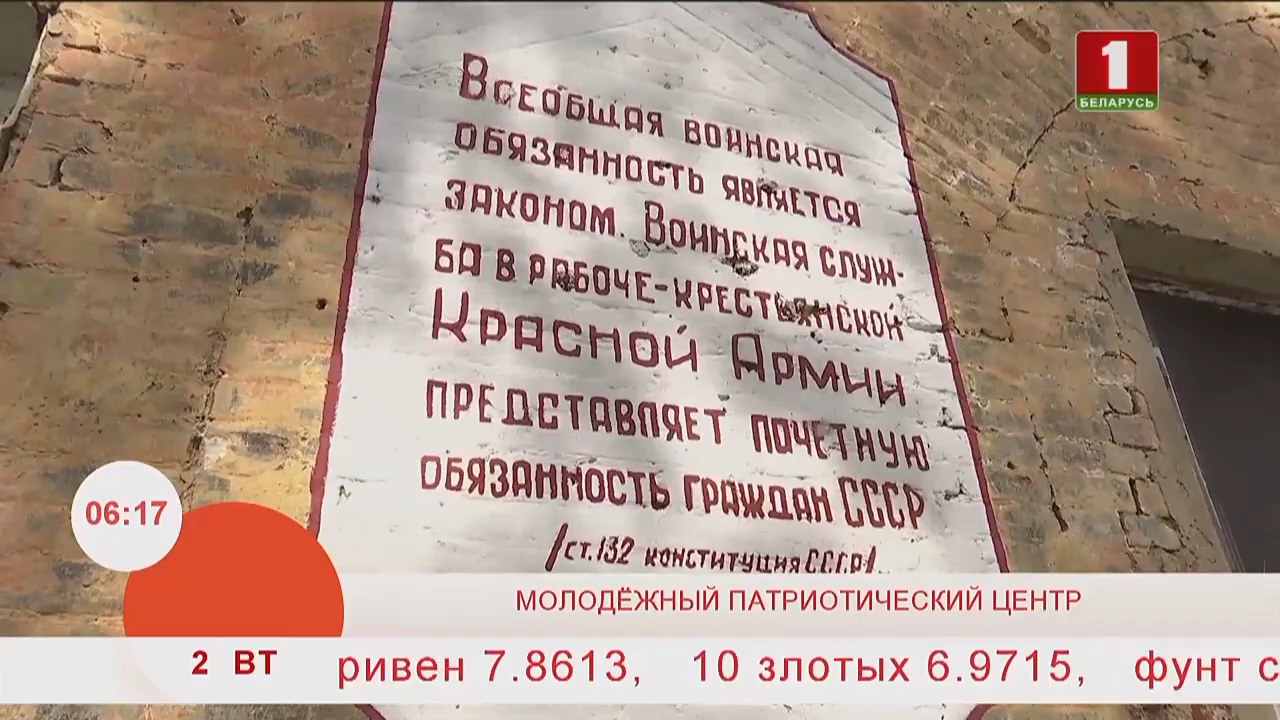 1
БЕЛАРУСЬ
Всеобщая воинская
обязанность является
законом. Воинская служ-
ба в рабоче-крестьянской
Красной Армии
представляет почетную
обязанность граждан СССР
/ст. 132 конституция СССР/
06:17
МОЛОДЁЖНЫЙ ПАТРИОТИЧЕСКИЙ ЦЕНТР
2 ВТ
ривен 7.8613, 10 злотых 6.9715, фунт с